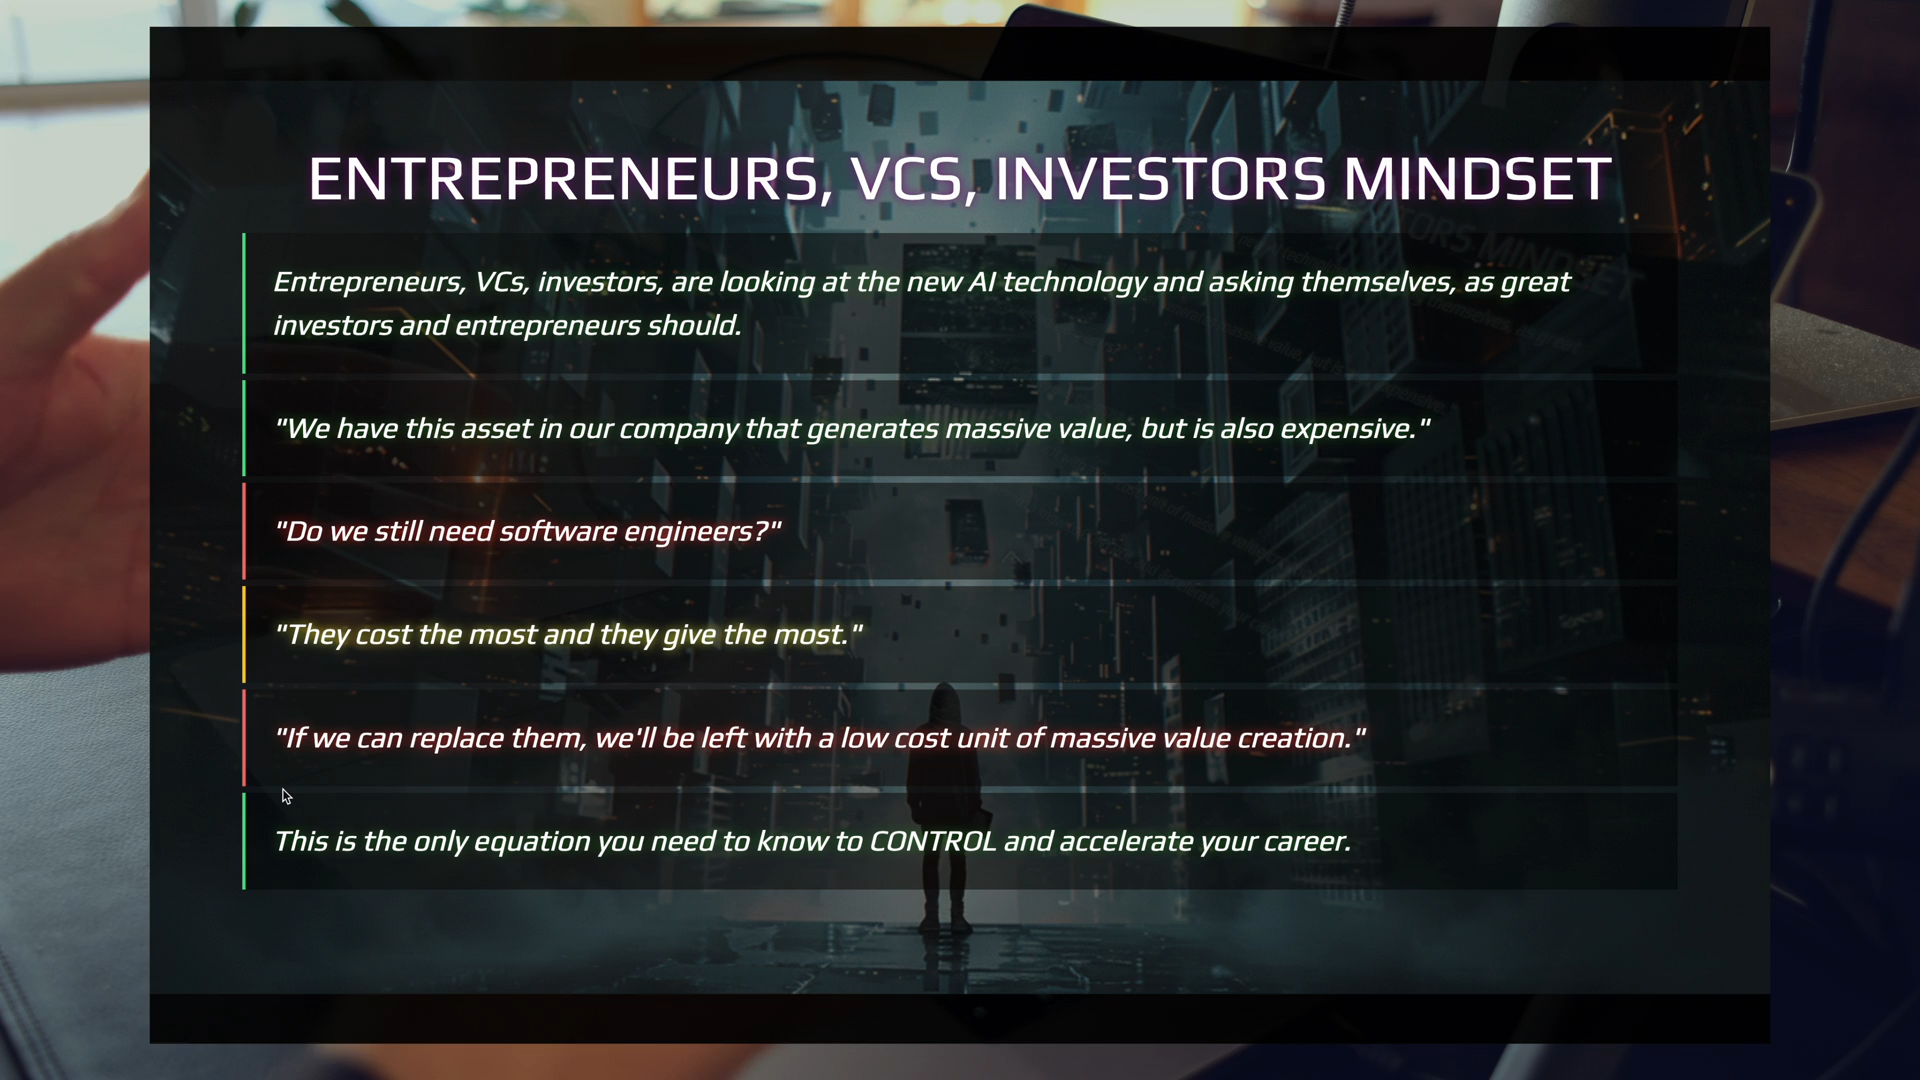 ENTREPRENEURS, VCS, INVESTORS MINDSET
Entrepreneurs, VCs, investors, are looking at the new AI technology and asking themselves, as great
investors and entrepreneurs should.
"We have this asset in our company that generates massive value, but is also expensive."
"Do we still need software engineers?"
"They cost the most and they give the most."
"If we can replace them, we'll be left with a low cost unit of massive value creation."
This is the only equation you need to know to CONTROL and accelerate your career.